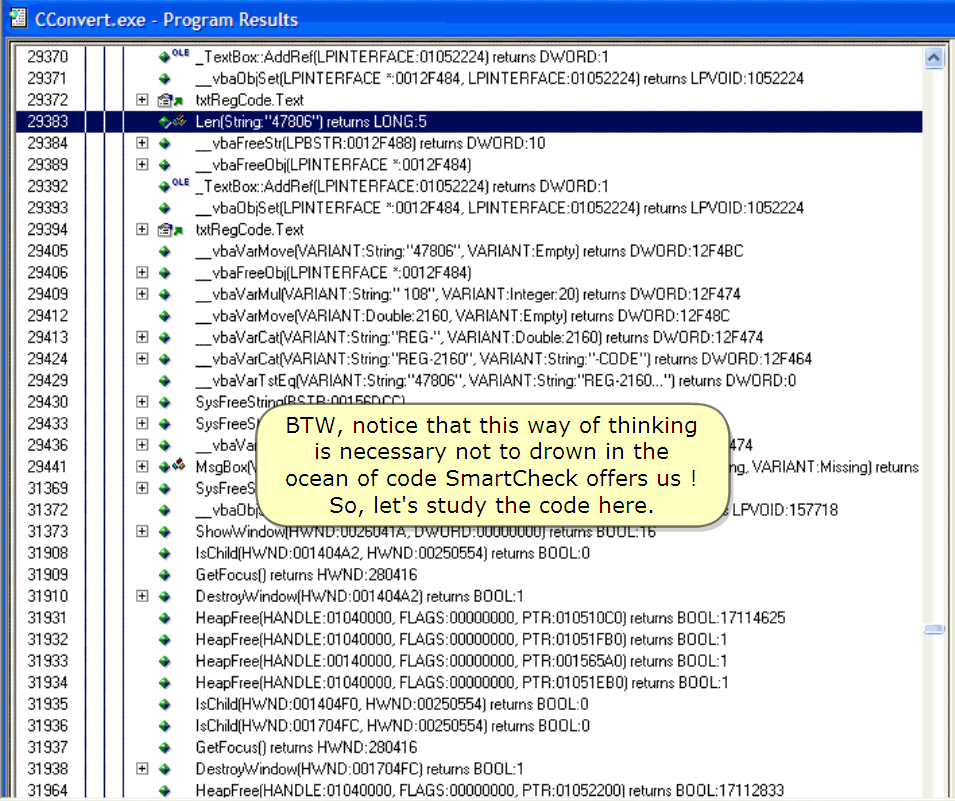 CConvert.exe - Program Results
29370 OLE _TextBox::AddRef(LPINTERFACE:01052224) returns DWORD:1
29371 __vbaObjSet(LPINTERFACE *:0012F484, LPINTERFACE:01052224) returns LPVOID:1052224
29372 txtRegCode.Text
29383 Len(String:"47806") returns LONG:5
29384 __vbaFreeStr(LPBSTR:0012F488) returns DWORD:10
29389 __vbaFreeObj(LPINTERFACE *:0012F484)
29392 OLE _TextBox::AddRef(LPINTERFACE:01052224) returns DWORD:1
29393 __vbaObjSet(LPINTERFACE *:0012F484, LPINTERFACE:01052224) returns LPVOID:1052224
29394 txtRegCode.Text
29405 __vbaVarMove(VARIANT:String:"47806", VARIANT:Empty) returns DWORD:12F4BC
29406 __vbaFreeObj(LPINTERFACE *:0012F484)
29409 __vbaVarMul(VARIANT:String:" 108", VARIANT:Integer:20) returns DWORD:12F474
29412 __vbaVarMove(VARIANT:Double:2160, VARIANT:Empty) returns DWORD:12F48C
29413 __vbaVarCat(VARIANT:String:"REG-", VARIANT:Double:2160) returns DWORD:12F474
29424 __vbaVarCat(VARIANT:String:"REG-2160", VARIANT:String:"-CODE") returns DWORD:12F464
29429 __vbaVarTstEq(VARIANT:String:"47806", VARIANT:String:"REG-2160...") returns DWORD:0
29430 SysFreeString(BSTR:00156DCC)
29433 SysFreeSt
29436 __vbaVar 474
29441 MsgBox(V ng, VARIANT:Missing) returns
31369 SysFreeS
31372 __vbaObj LPVOID:157718
31373 ShowWindow(HWND:0026041A, DWORD:00000000) returns BOOL:16
BTW, notice that this way of thinking
is necessary not to drown in the
ocean of code SmartCheck offers us !
So, let's study the code here.
31908 IsChild(HWND:001404A2, HWND:00250554) returns BOOL:0
31909 GetFocus() returns HWND:280416
31910 DestroyWindow(HWND:001404A2) returns BOOL:1
31931 HeapFree(HANDLE:01040000, FLAGS:00000000, PTR:010510C0) returns BOOL:17114625
31932 HeapFree(HANDLE:01040000, FLAGS:00000000, PTR:01051FB0) returns BOOL:1
31933 HeapFree(HANDLE:00140000, FLAGS:00000000, PTR:001565A0) returns BOOL:1
31934 HeapFree(HANDLE:01040000, FLAGS:00000000, PTR:01051EB0) returns BOOL:1
31935 IsChild(HWND:001404F0, HWND:00250554) returns BOOL:0
31936 IsChild(HWND:001704FC, HWND:00250554) returns BOOL:0
31937 GetFocus() returns HWND:280416
31938 DestroyWindow(HWND:001704FC) returns BOOL:1
31964 HeapFree(HANDLE:01040000, FLAGS:00000000, PTR:01052200) returns BOOL:17112833